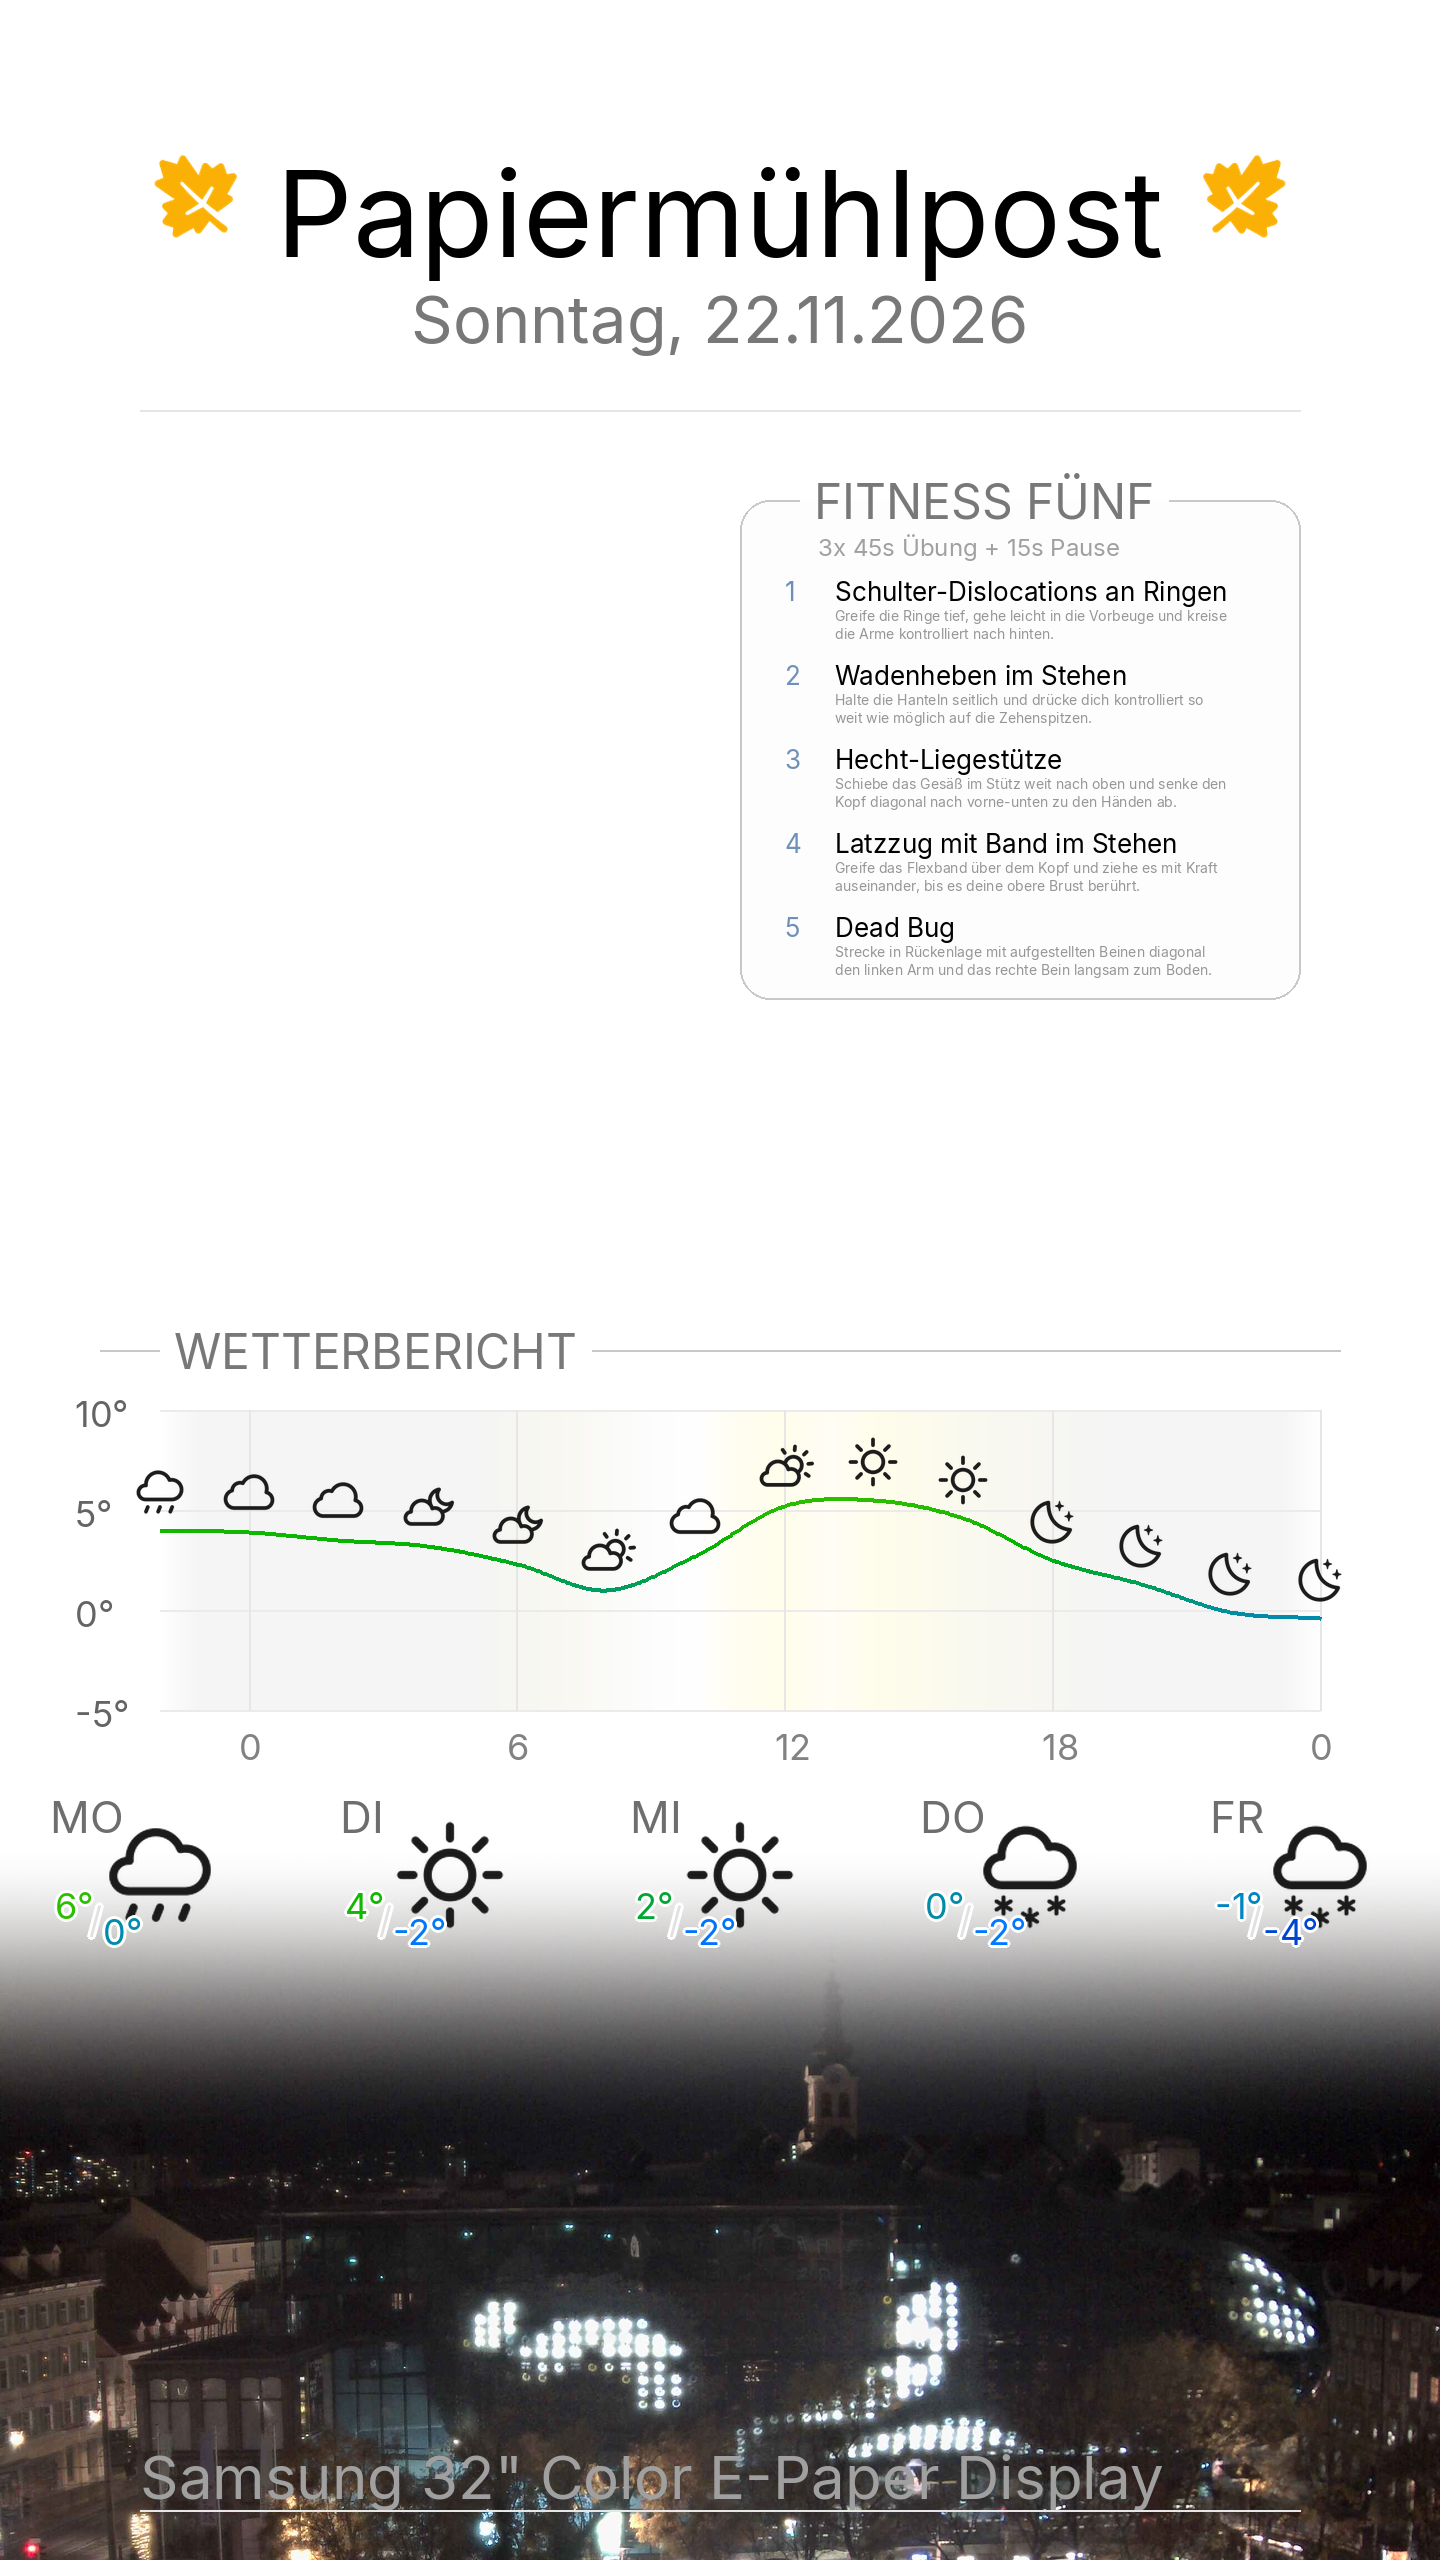 Papiermühlpost
Sonntag, 22.11.2026
FITNESS FÜNF
3x 45s Übung + 15s Pause
1 Schulter-Dislocations an Ringen
Greife die Ringe tief, gehe leicht in die Vorbeuge und kreise
die Arme kontrolliert nach hinten.
2 Wadenheben im Stehen
Halte die Hanteln seitlich und drücke dich kontrolliert so
weit wie möglich auf die Zehenspitzen.
3 Hecht-Liegestütze
Schiebe das Gesäß im Stütz weit nach oben und senke den
Kopf diagonal nach vorne-unten zu den Händen ab.
4 Latzzug mit Band im Stehen
Greife das Flexband über dem Kopf und ziehe es mit Kraft
auseinander, bis es deine obere Brust berührt.
5 Dead Bug
Strecke in Rückenlage mit aufgestellten Beinen diagonal
den linken Arm und das rechte Bein langsam zum Boden.
WETTERBERICHT
10°
5°
0°
-5°
0 6 12 18 0
MO DI MI DO FR
6°/0° 4°/-2° 2°/-2° 0°/-2° -1°/-4°
Samsung 32" Color E-Paper Display